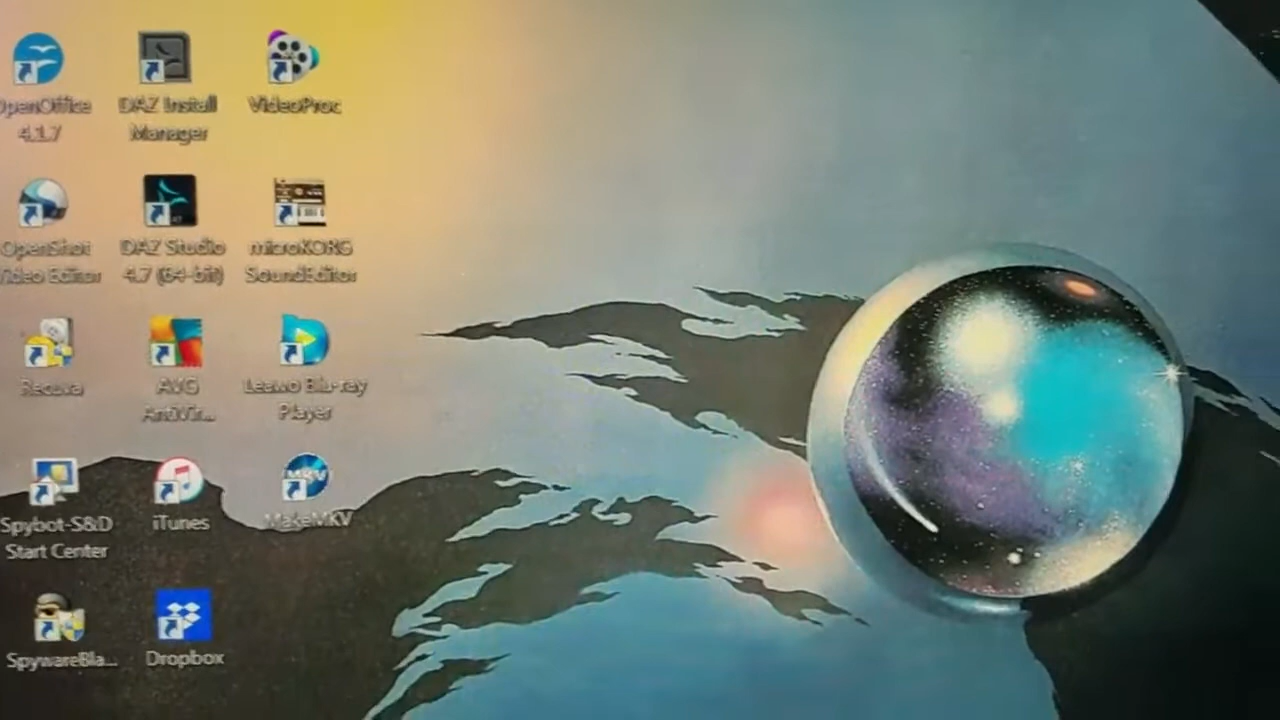 OpenOffice
4.1.7
DAZ Install
Manager
VideoProc
OpenShot
Video Editor
DAZ Studio
4.7 (64-bit)
microKORG
SoundEditor
Recuva
AVG
AntiVir...
Leawo Blu-ray
Player
Spybot-S&D
Start Center
iTunes
MakeMKV
SpywareBla...
Dropbox